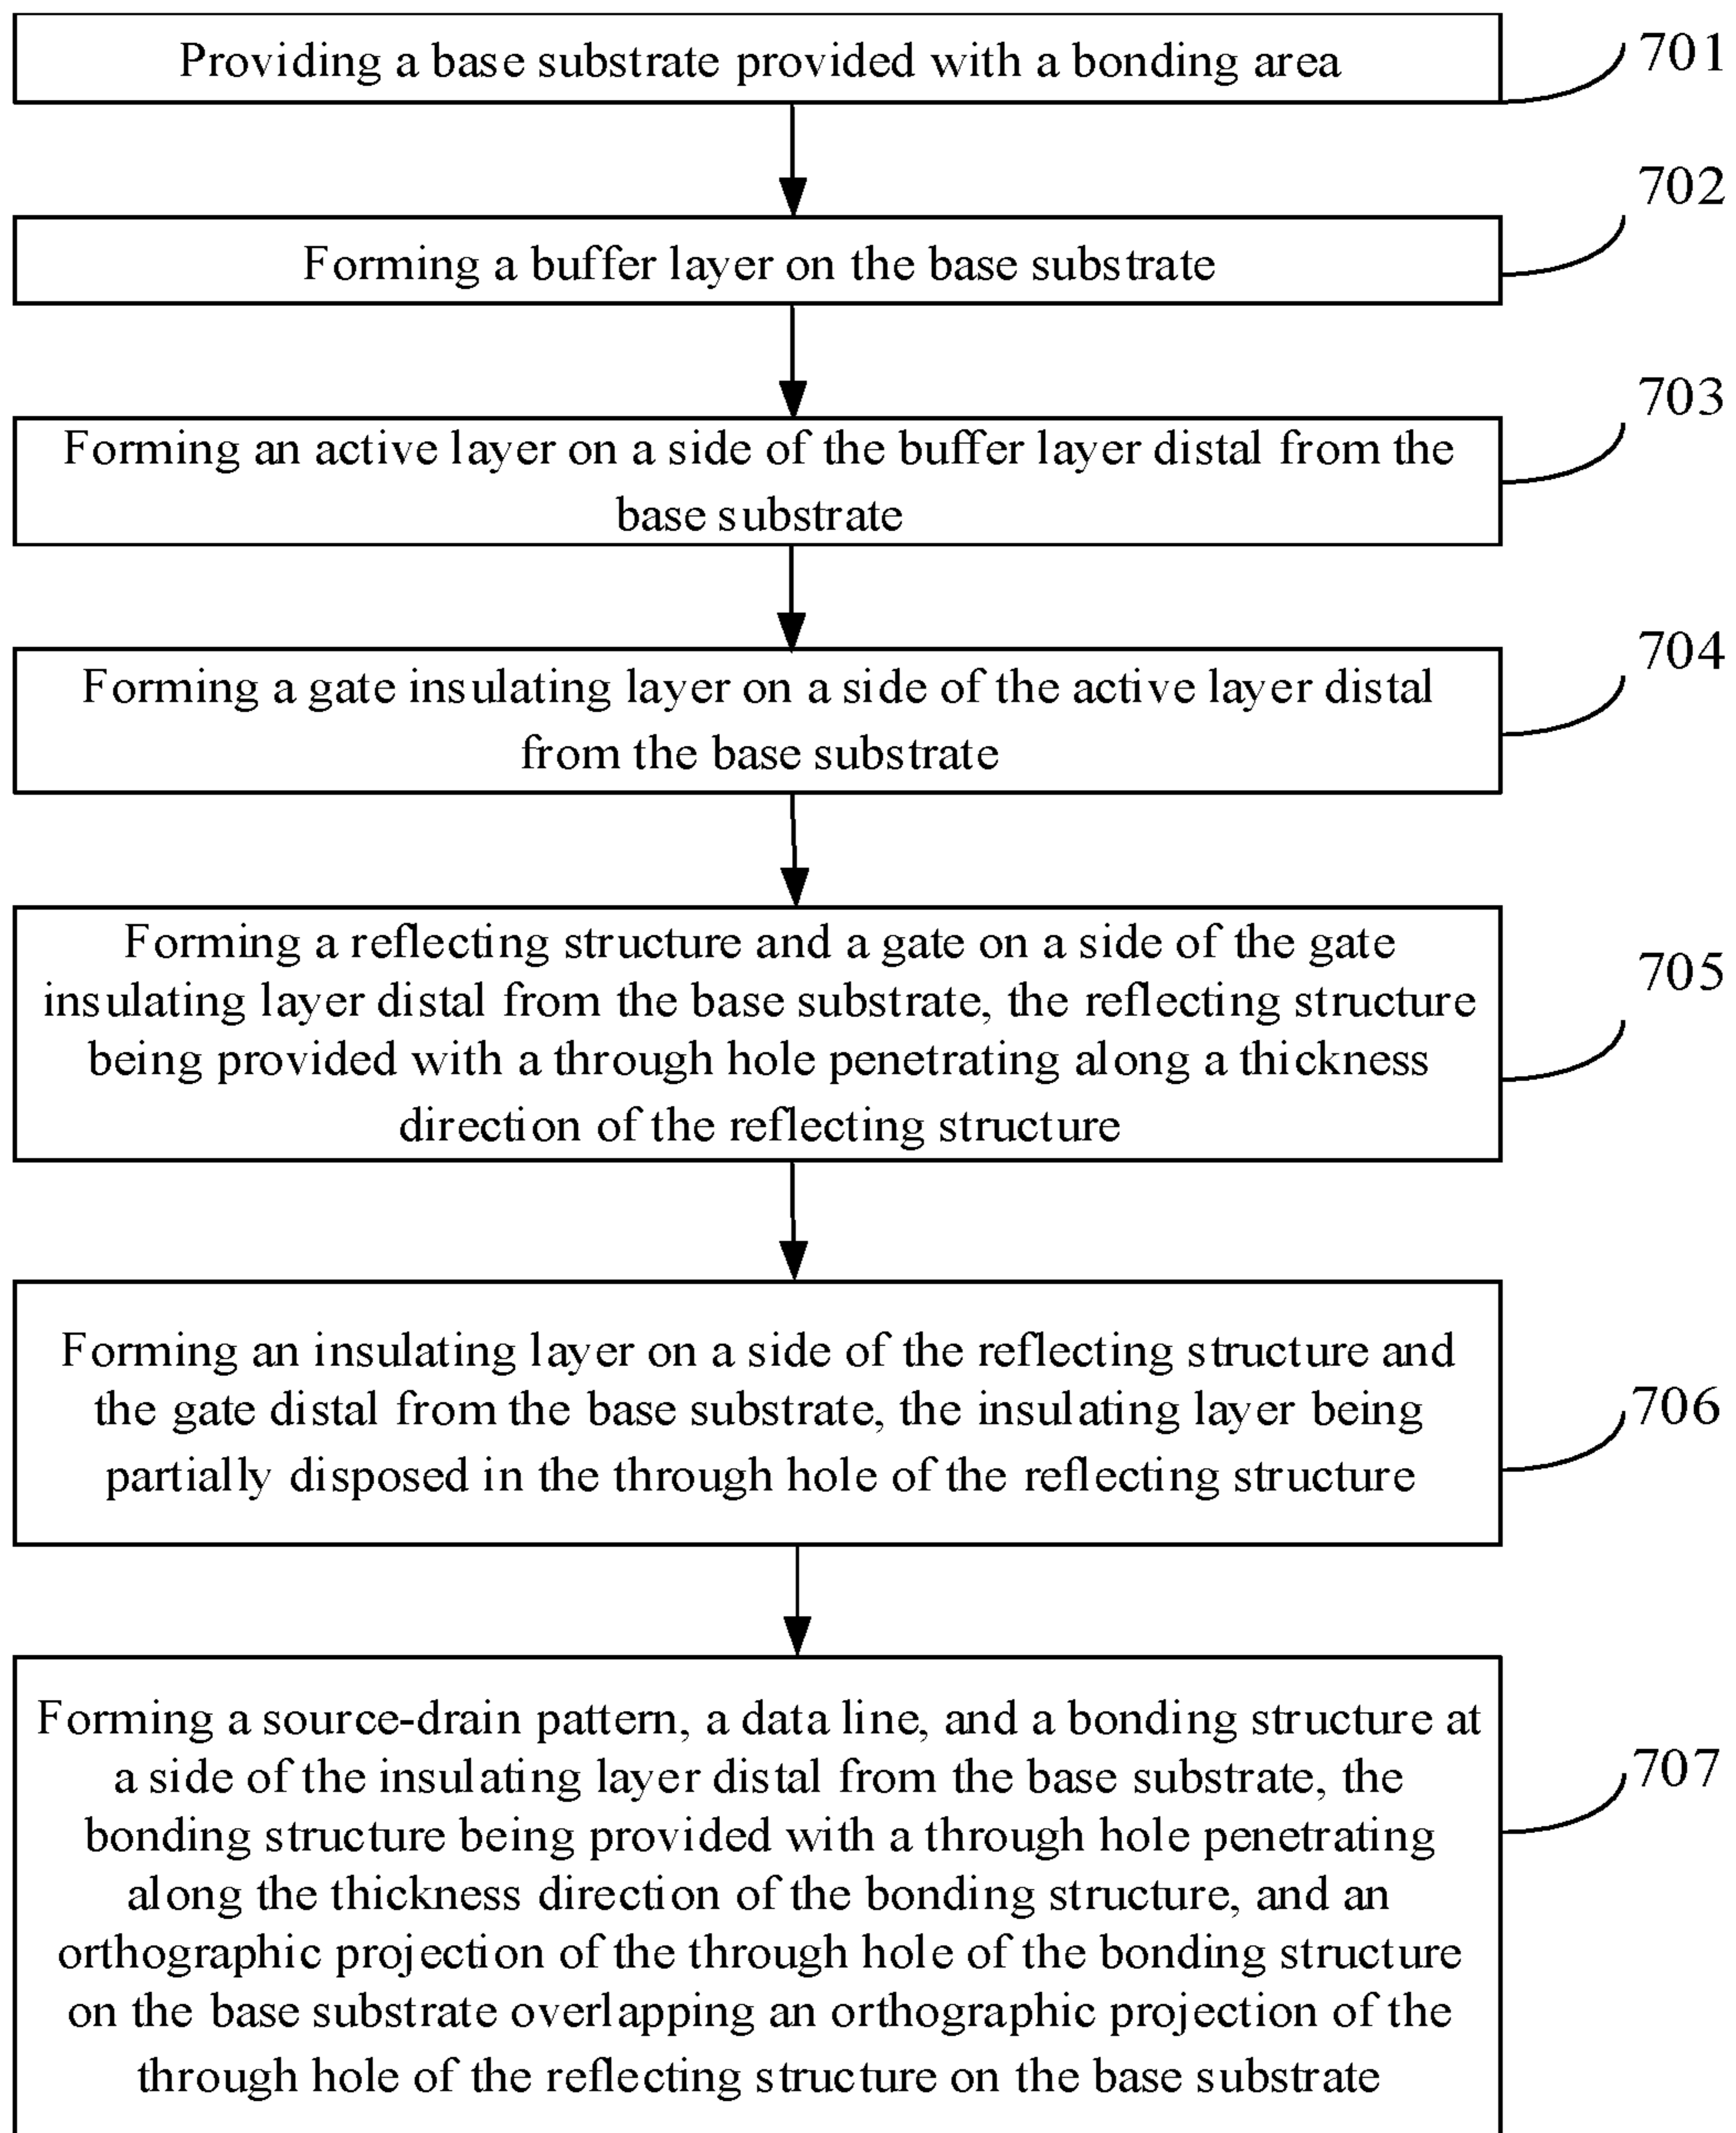 Providing a base substrate provided with a bonding area
701
702
Forming a buffer layer on the base substrate
703
Forming an active layer on a side of the buffer layer distal from the
base substrate
704
Forming a gate insulating layer on a side of the active layer distal
from the base substrate
Forming a reflecting structure and a gate on a side of the gate
insulating layer distal from the base substrate, the reflecting structure
being provided with a through hole penetrating along a thickness
direction of the reflecting structure
705
Forming an insulating layer on a side of the reflecting structure and
the gate distal from the base substrate, the insulating layer being
partially disposed in the through hole of the reflecting structure
706
Forming a source-drain pattern, a data line, and a bonding structure at
a side of the insulating layer distal from the base substrate, the
bonding structure being provided with a through hole penetrating
along the thickness direction of the bonding structure, and an
orthographic projection of the through hole of the bonding structure
on the base substrate overlapping an orthographic projection of the
through hole of the reflecting structure on the base substrate
707